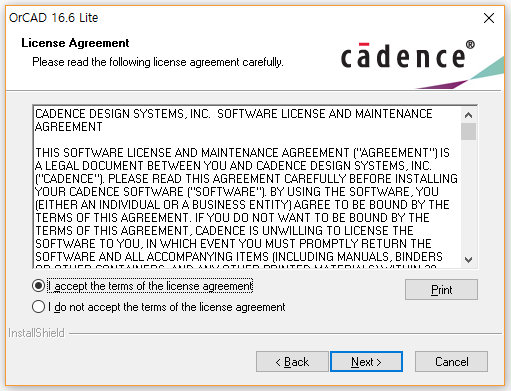 OrCAD 16.6 Lite
License Agreement
Please read the following license agreement carefully.
cādence®
CADENCE DESIGN SYSTEMS, INC.  SOFTWARE LICENSE AND MAINTENANCE
AGREEMENT
THIS SOFTWARE LICENSE AND MAINTENANCE AGREEMENT ("AGREEMENT") IS
A LEGAL DOCUMENT BETWEEN YOU AND CADENCE DESIGN SYSTEMS, INC.
("CADENCE"). PLEASE READ THIS AGREEMENT CAREFULLY BEFORE INSTALLING
YOUR CADENCE SOFTWARE ("SOFTWARE"). BY USING THE SOFTWARE, YOU
(EITHER AN INDIVIDUAL OR A BUSINESS ENTITY) AGREE TO BE BOUND BY THE
TERMS OF THIS AGREEMENT. IF YOU DO NOT WANT TO BE BOUND BY THE
TERMS OF THIS AGREEMENT, CADENCE IS UNWILLING TO LICENSE THE
SOFTWARE TO YOU, IN WHICH EVENT YOU MUST PROMPTLY RETURN THE
SOFTWARE AND ALL ACCOMPANYING ITEMS (INCLUDING MANUALS, BINDERS
OR OTHER CONTAINERS, AND ANY OTHER PRINTED MATERIALS) WITHIN 30
I accept the terms of the license agreement
I do not accept the terms of the license agreement
Print
InstallShield
< Back
Next >
Cancel